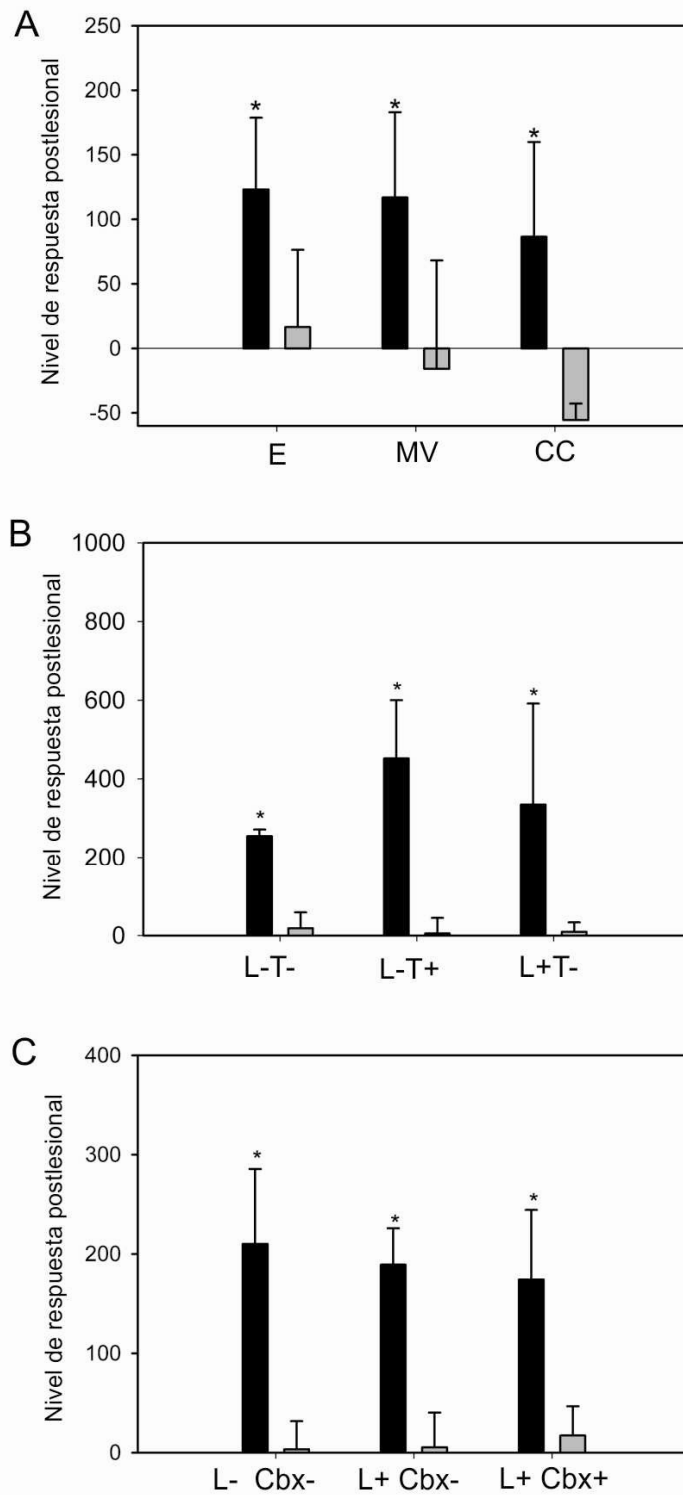 A
Nivel de respuesta postlesional
250
200
150
100
50
0
-50
* * *
E MV CC
B
Nivel de respuesta postlesional
1000
800
600
400
200
0
* * *
L-T- L-T+ L+T-
C
Nivel de respuesta postlesional
400
300
200
100
0
* * *
L- Cbx- L+ Cbx- L+ Cbx+